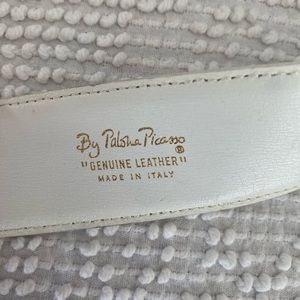 By Paloma Picasso ®
"GENUINE LEATHER"
MADE IN ITALY